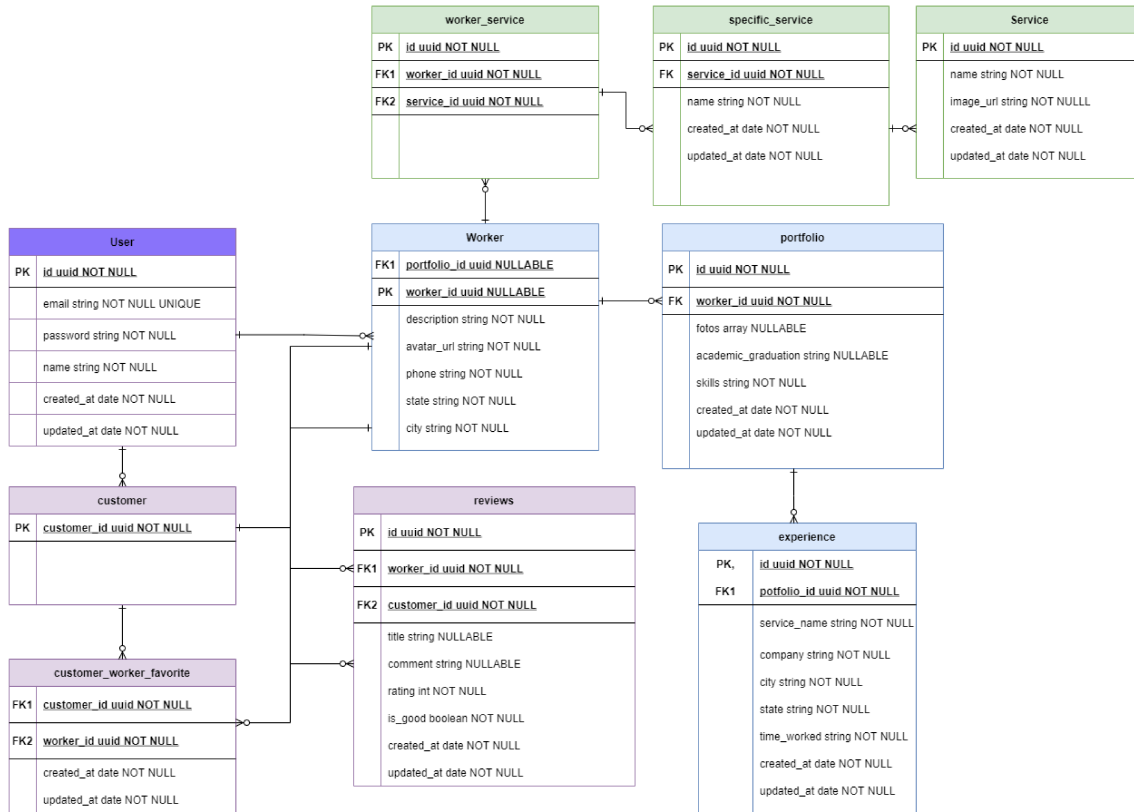 worker_service
PK id uuid NOT NULL
FK1 worker_id uuid NOT NULL
FK2 service_id uuid NOT NULL
specific_service
PK id uuid NOT NULL
FK service_id uuid NOT NULL
name string NOT NULL
created_at date NOT NULL
updated_at date NOT NULL
Service
PK id uuid NOT NULL
name string NOT NULL
image_url string NOT NULLL
created_at date NOT NULL
updated_at date NOT NULL
User
PK id uuid NOT NULL
email string NOT NULL UNIQUE
password string NOT NULL
name string NOT NULL
created_at date NOT NULL
updated_at date NOT NULL
Worker
FK1 portfolio_id uuid NULLABLE
PK worker_id uuid NULLABLE
description string NOT NULL
avatar_url string NOT NULL
phone string NOT NULL
state string NOT NULL
city string NOT NULL
portfolio
PK id uuid NOT NULL
FK worker_id uuid NOT NULL
fotos array NULLABLE
academic_graduation string NULLABLE
skills string NOT NULL
created_at date NOT NULL
updated_at date NOT NULL
customer
PK customer_id uuid NOT NULL
reviews
PK id uuid NOT NULL
FK1 worker_id uuid NOT NULL
FK2 customer_id uuid NOT NULL
title string NULLABLE
comment string NULLABLE
rating int NOT NULL
is_good boolean NOT NULL
created_at date NOT NULL
updated_at date NOT NULL
experience
PK, id uuid NOT NULL
FK1 potfolio_id uuid NOT NULL
service_name string NOT NULL
company string NOT NULL
city string NOT NULL
state string NOT NULL
time_worked string NOT NULL
created_at date NOT NULL
updated_at date NOT NULL
customer_worker_favorite
FK1 customer_id uuid NOT NULL
FK2 worker_id uuid NOT NULL
created_at date NOT NULL
updated_at date NOT NULL